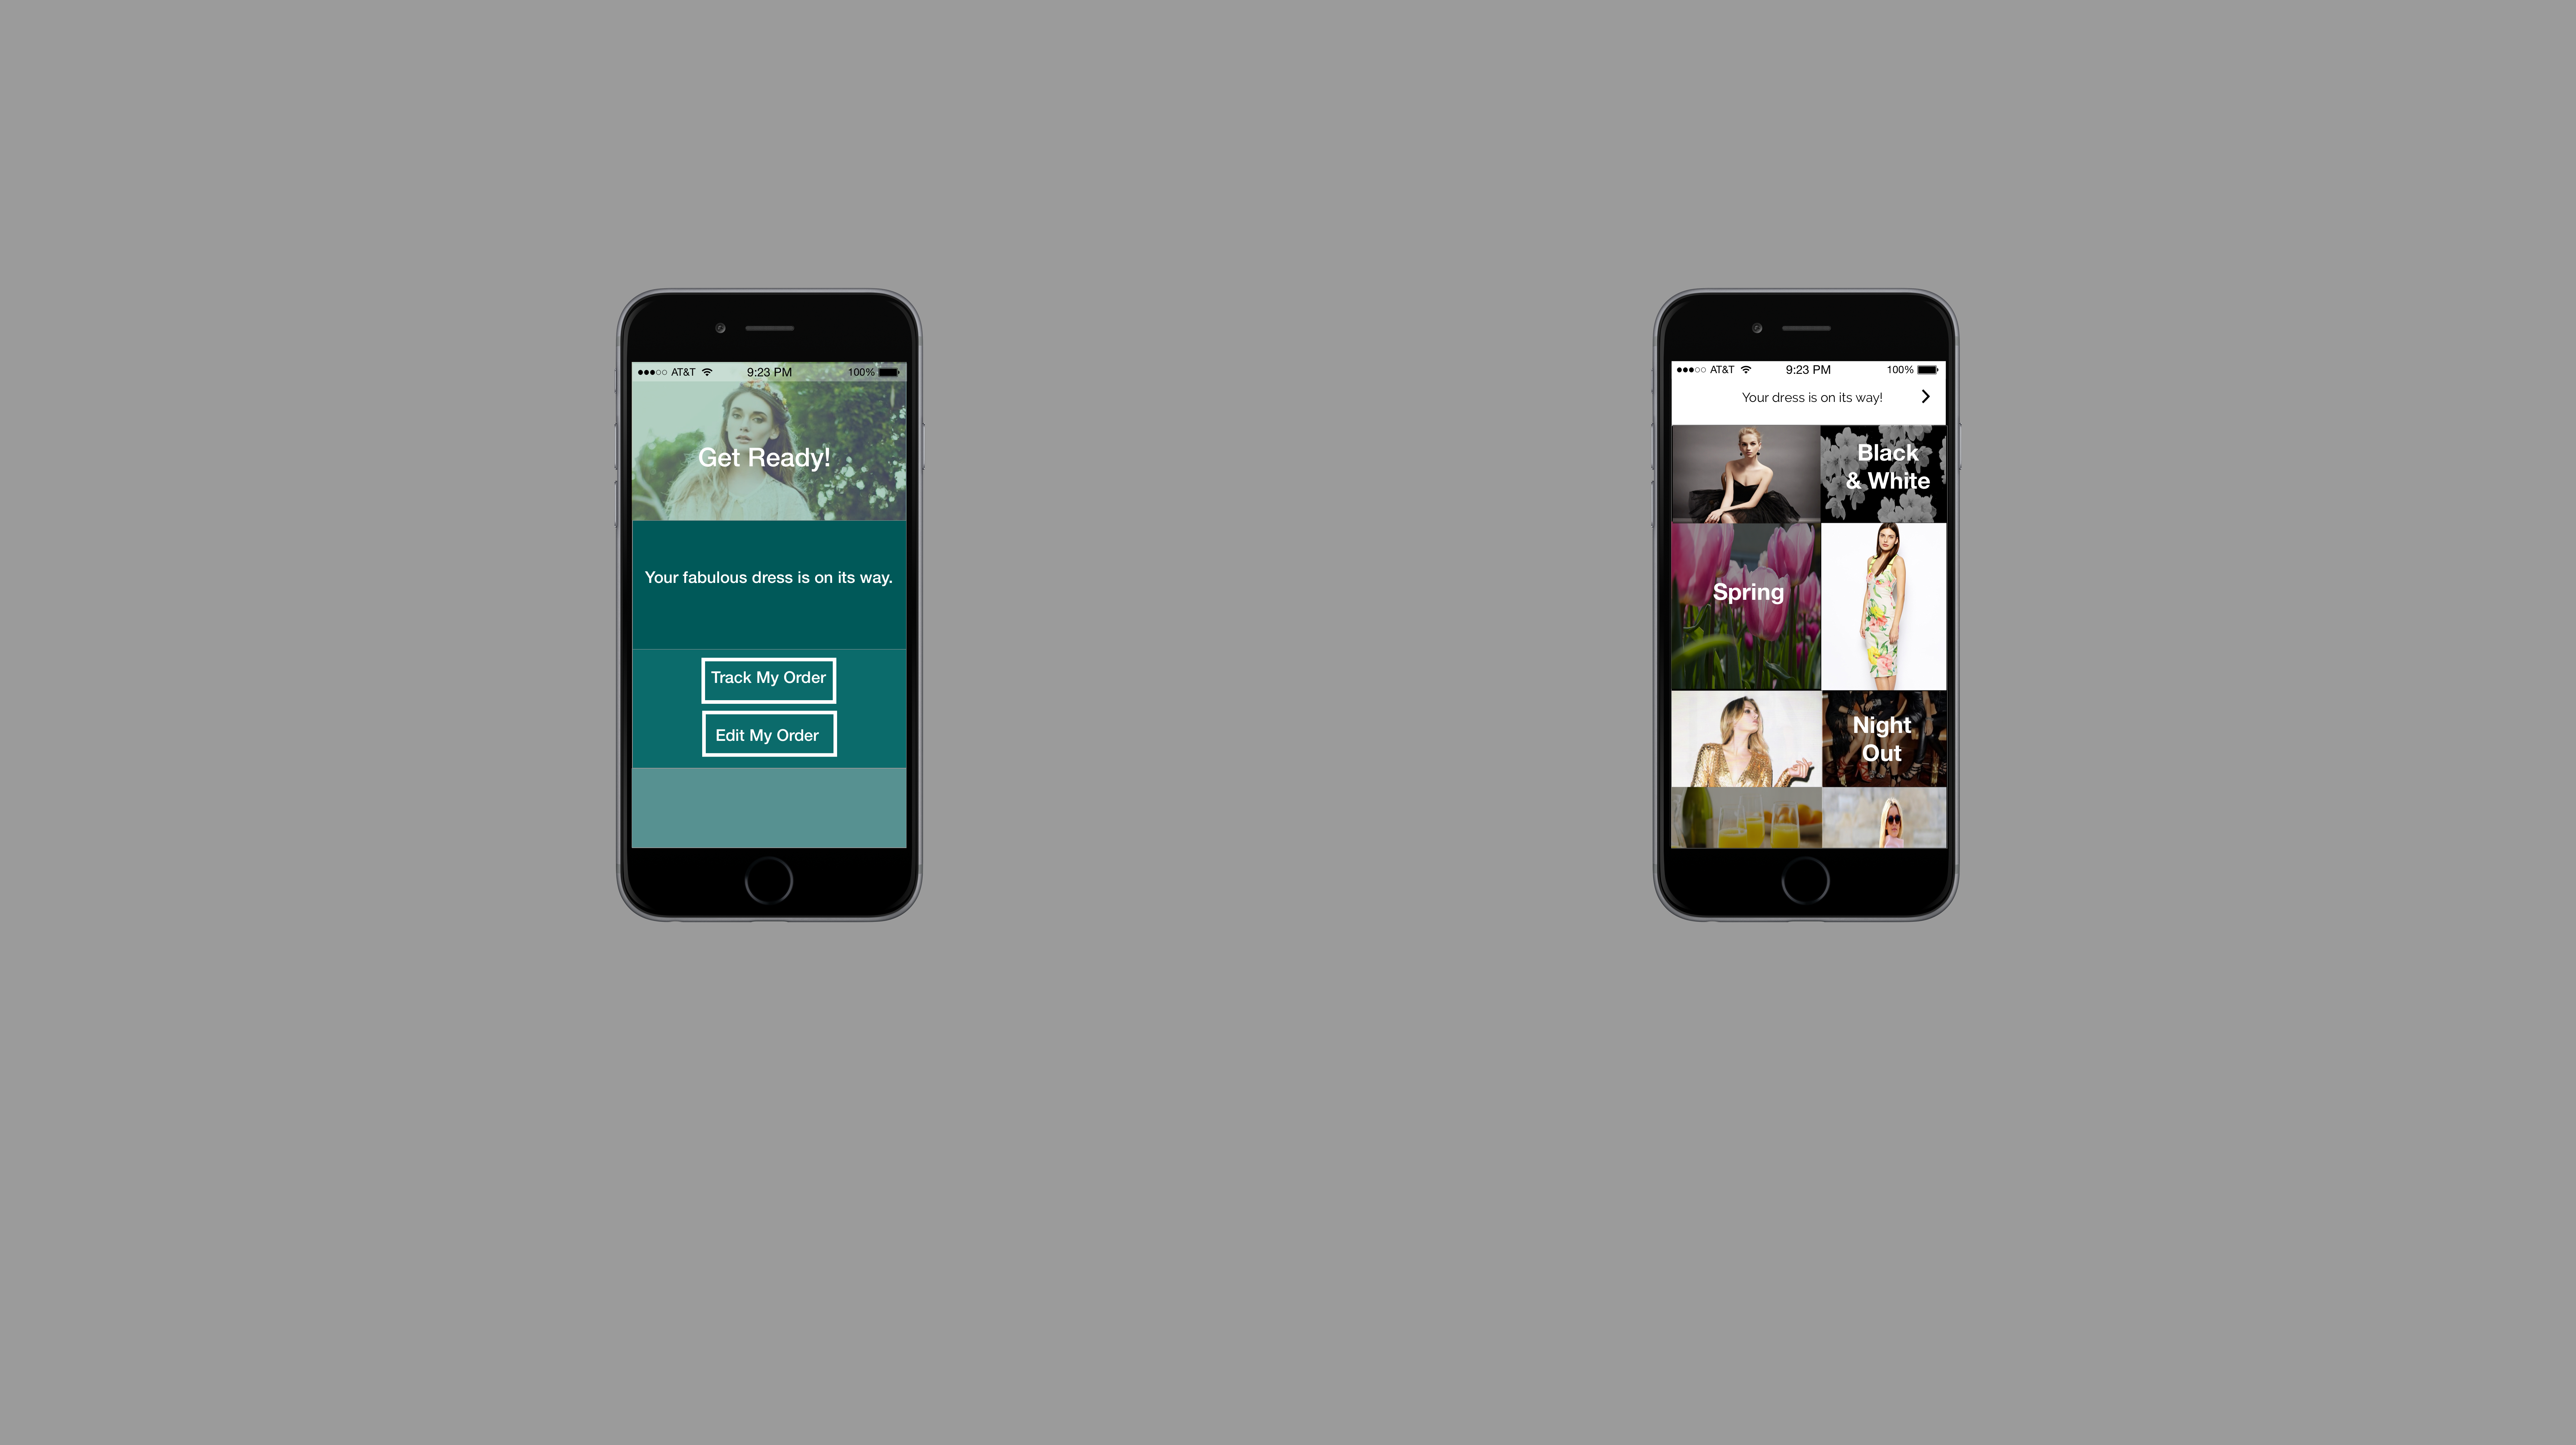 ●●●○○ AT&T 9:23 PM 100%
Get Ready!
Your fabulous dress is on its way.
Track My Order
Edit My Order
●●●○○ AT&T 9:23 PM 100%
Your dress is on its way!
Black
& White
Spring
Night
Out